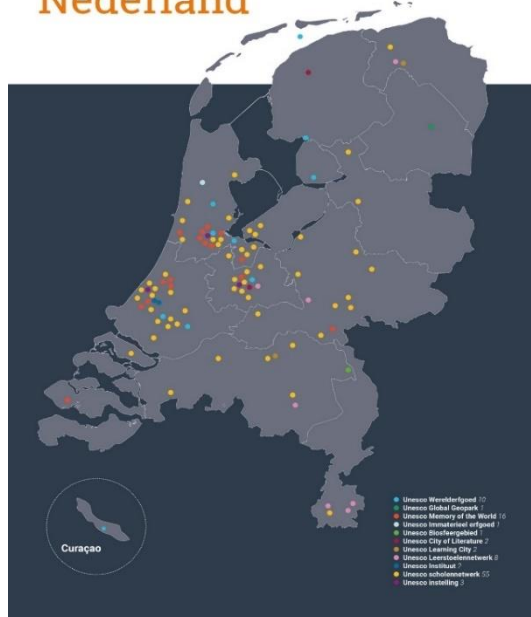 Nederland
Curaçao
Unesco Werelderfgoed 10
Unesco Global Geopark 1
Unesco Memory of the World 16
Unesco Immaterieel erfgoed 1
Unesco Biosfeergebied 1
Unesco City of Literature 2
Unesco Learning City 2
Unesco Leerstoelennetwerk 8
Unesco Instituut
Unesco scholennetwerk 55
Unesco instelling 3